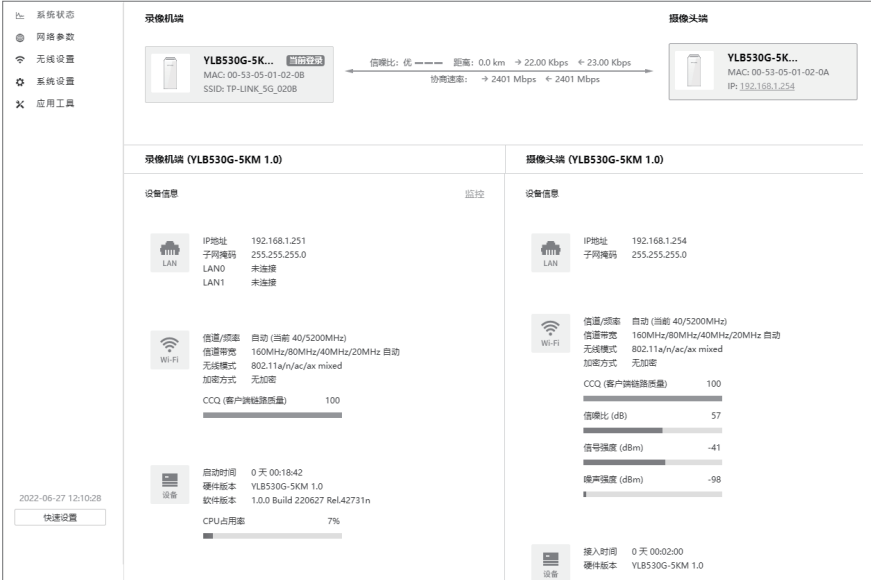 系统状态
网络参数
无线设置
系统设置
应用工具
2022-06-27 12:10:28
快速设置
录像机端
摄像头端
YLB530G-5K... 当前登录
MAC: 00-53-05-01-02-0B
SSID: TP-LINK_5G_020B
信噪比: 优 距离: 0.0 km → 22.00 Kbps ← 23.00 Kbps
协商速率: → 2401 Mbps ← 2401 Mbps
YLB530G-5K...
MAC: 00-53-05-01-02-0A
IP: 192.168.1.254
录像机端 (YLB530G-5KM 1.0)
设备信息 监控
LAN
IP地址 192.168.1.251
子网掩码 255.255.255.0
LAN0 未连接
LAN1 未连接
Wi-Fi
信道/频率 自动 (当前 40/5200MHz)
信道带宽 160MHz/80MHz/40MHz/20MHz 自动
无线模式 802.11a/n/ac/ax mixed
加密方式 无加密
CCQ (客户端链路质量) 100
设备
启动时间 0 天 00:18:42
硬件版本 YLB530G-5KM 1.0
软件版本 1.0.0 Build 220627 Rel.42731n
CPU占用率 7%
摄像头端 (YLB530G-5KM 1.0)
设备信息
LAN
IP地址 192.168.1.254
子网掩码 255.255.255.0
Wi-Fi
信道/频率 自动 (当前 40/5200MHz)
信道带宽 160MHz/80MHz/40MHz/20MHz 自动
无线模式 802.11a/n/ac/ax mixed
加密方式 无加密
CCQ (客户端链路质量) 100
信噪比 (dB) 57
信号强度 (dBm) -41
噪声强度 (dBm) -98
设备
接入时间 0 天 00:02:00
硬件版本 YLB530G-5KM 1.0